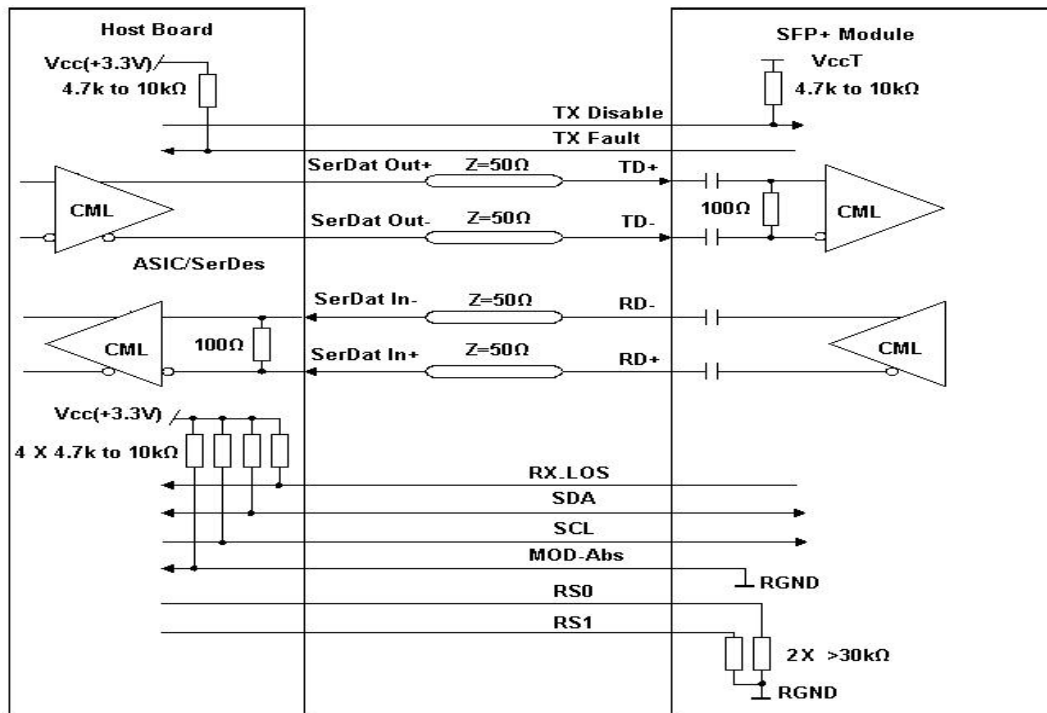 Host Board
SFP+ Module
Vcc(+3.3V)
4.7k to 10kΩ
VccT
4.7k to 10kΩ
TX Disable
TX Fault
SerDat Out+
Z=50Ω
TD+
CML
100Ω
CML
SerDat Out-
Z=50Ω
TD-
ASIC/SerDes
SerDat In-
Z=50Ω
RD-
CML
100Ω
CML
SerDat In+
Z=50Ω
RD+
Vcc(+3.3V)
4 X 4.7k to 10kΩ
RX_LOS
SDA
SCL
MOD-Abs
RGND
RS0
RS1
2X >30kΩ
RGND